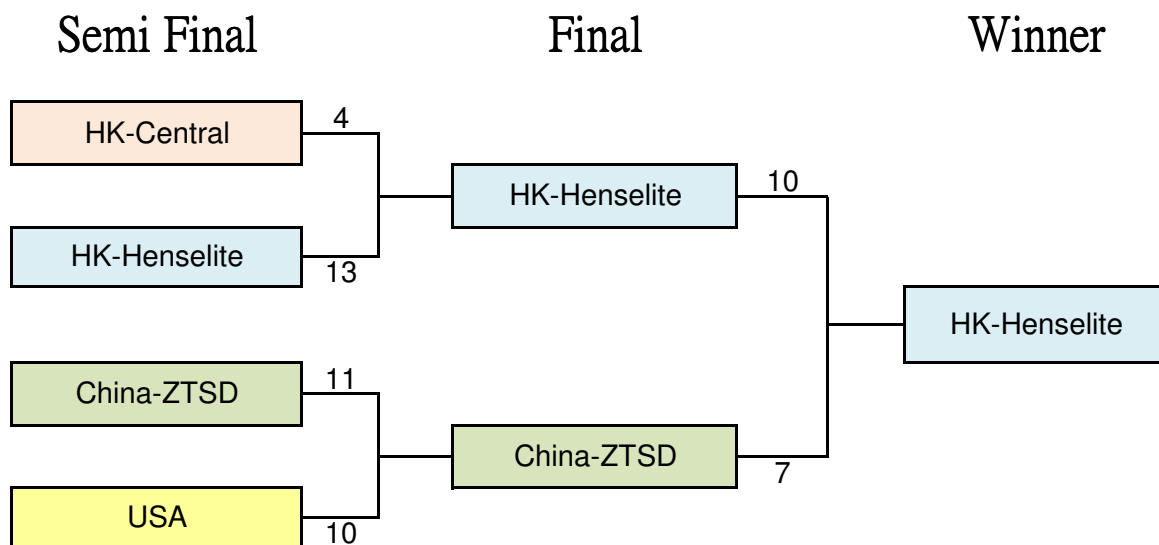 Semi Final
Final
Winner
HK-Central
4
HK-Henselite
10
HK-Henselite
13
HK-Henselite
China-ZTSD
11
China-ZTSD
7
USA
10